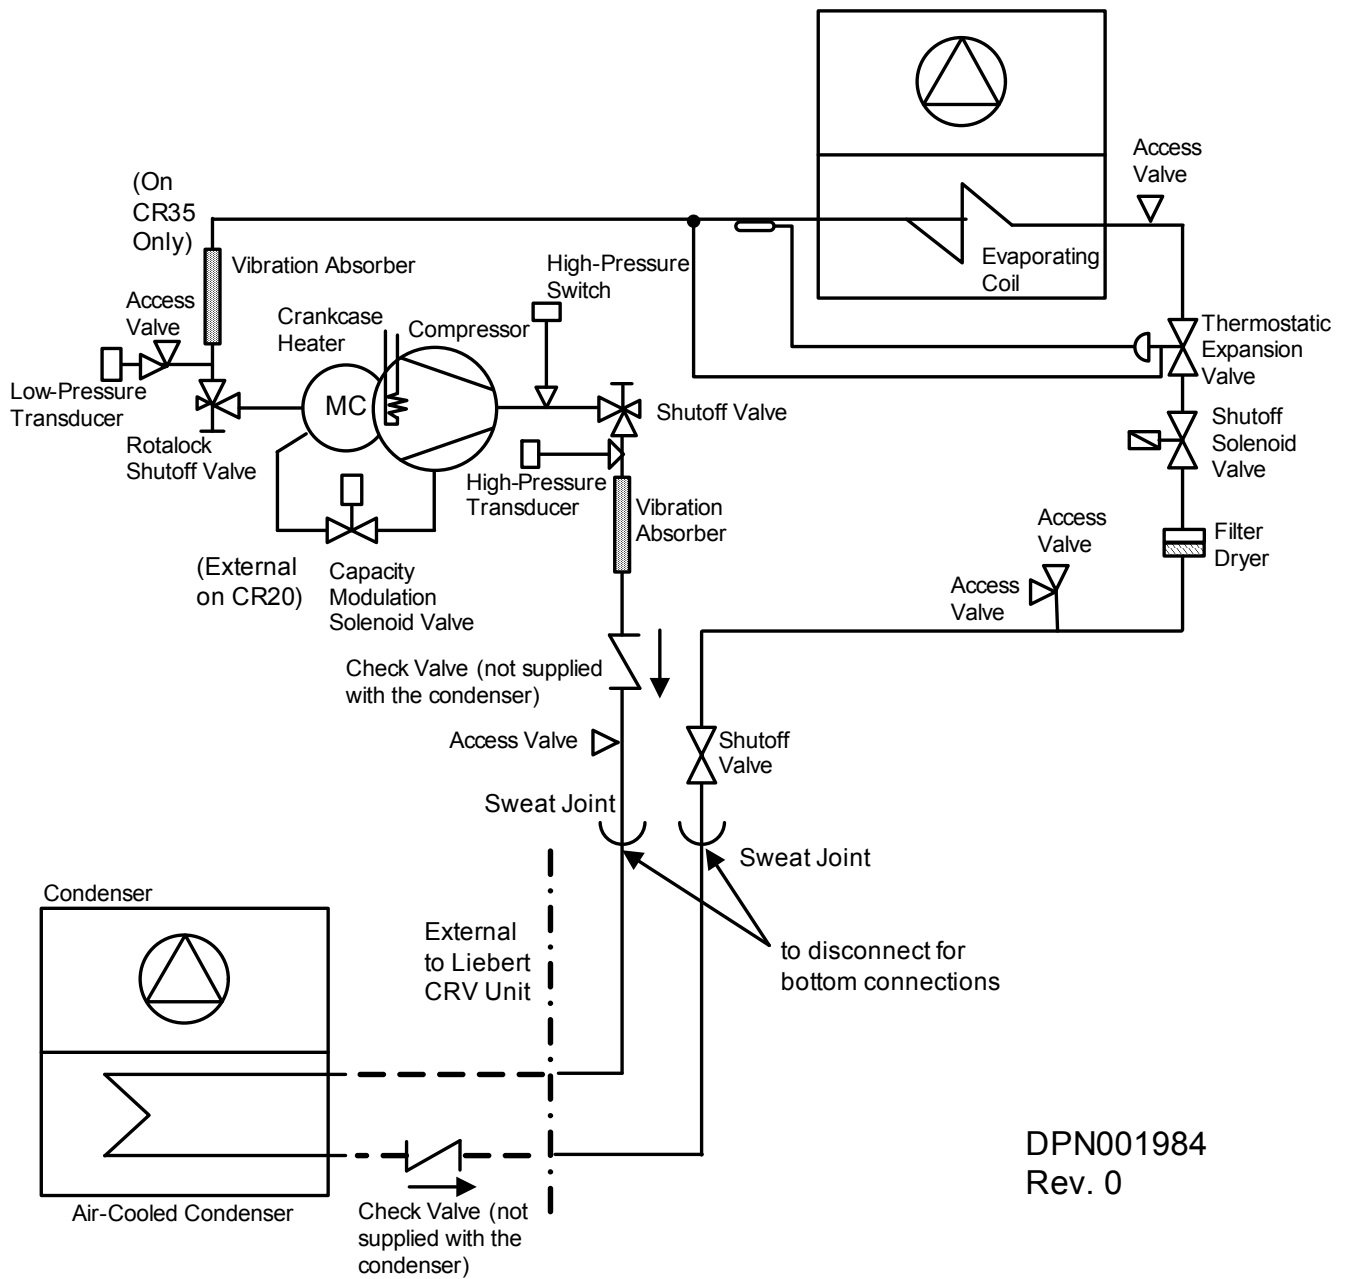 Access
Valve
(On
CR35
Only)
Vibration Absorber
High-Pressure
Switch
Evaporating
Coil
Access
Valve
Crankcase
Heater
Compressor
Thermostatic
Expansion
Valve
Low-Pressure
Transducer
MC
Shutoff Valve
Rotalock
Shutoff Valve
Shutoff
Solenoid
Valve
High-Pressure
Transducer
Vibration
Absorber
Access
Valve
Filter
Dryer
(External
on CR20)
Capacity
Modulation
Solenoid Valve
Access
Valve
Check Valve (not supplied
with the condenser)
Access Valve
Shutoff
Valve
Sweat Joint
Sweat Joint
Condenser
External
to Liebert
CRV Unit
to disconnect for
bottom connections
DPN001984
Rev. 0
Air-Cooled Condenser
Check Valve (not
supplied with the
condenser)